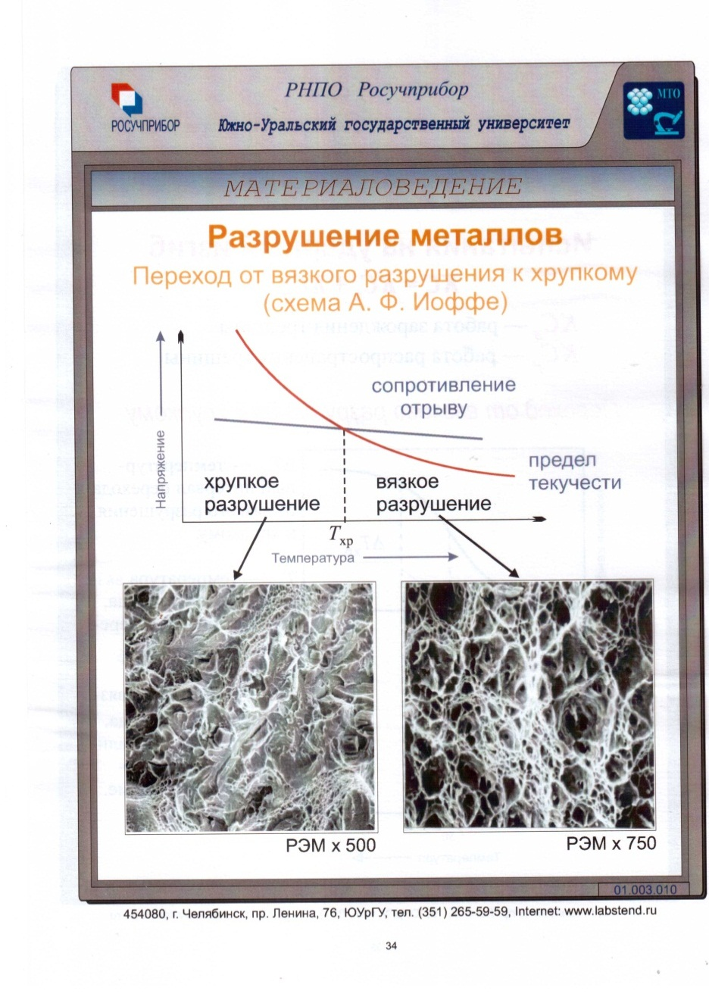 РНПО Росучприбор
МТО
РОСУЧПРИБОР
Южно-Уральский государственный университет
МАТЕРИАЛОВЕДЕНИЕ
Разрушение металлов
Переход от вязкого разрушения к хрупкому
(схема А. Ф. Иоффе)
Напряжение
сопротивление
отрыву
предел
текучести
хрупкое
разрушение
вязкое
разрушение
Tхр
Температура
РЭМ x 500
РЭМ x 750
01.003.010
454080, г. Челябинск, пр. Ленина, 76, ЮУрГУ, тел. (351) 265-59-59, Internet: www.labstend.ru
34